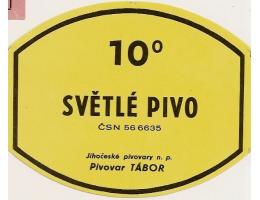 10°
SVĚTLÉ PIVO
ČSN 56 6635
Jihočeské pivovary n. p.
Pivovar TÁBOR